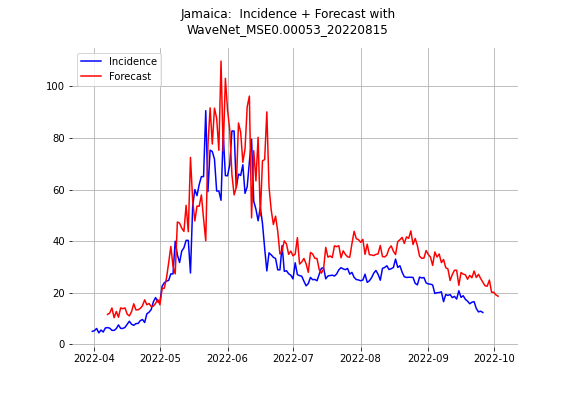 Jamaica:  Incidence + Forecast with
WaveNet_MSE0.00053_20220815
Incidence
Forecast
100
80
60
40
20
0
2022-04 2022-05 2022-06 2022-07 2022-08 2022-09 2022-10